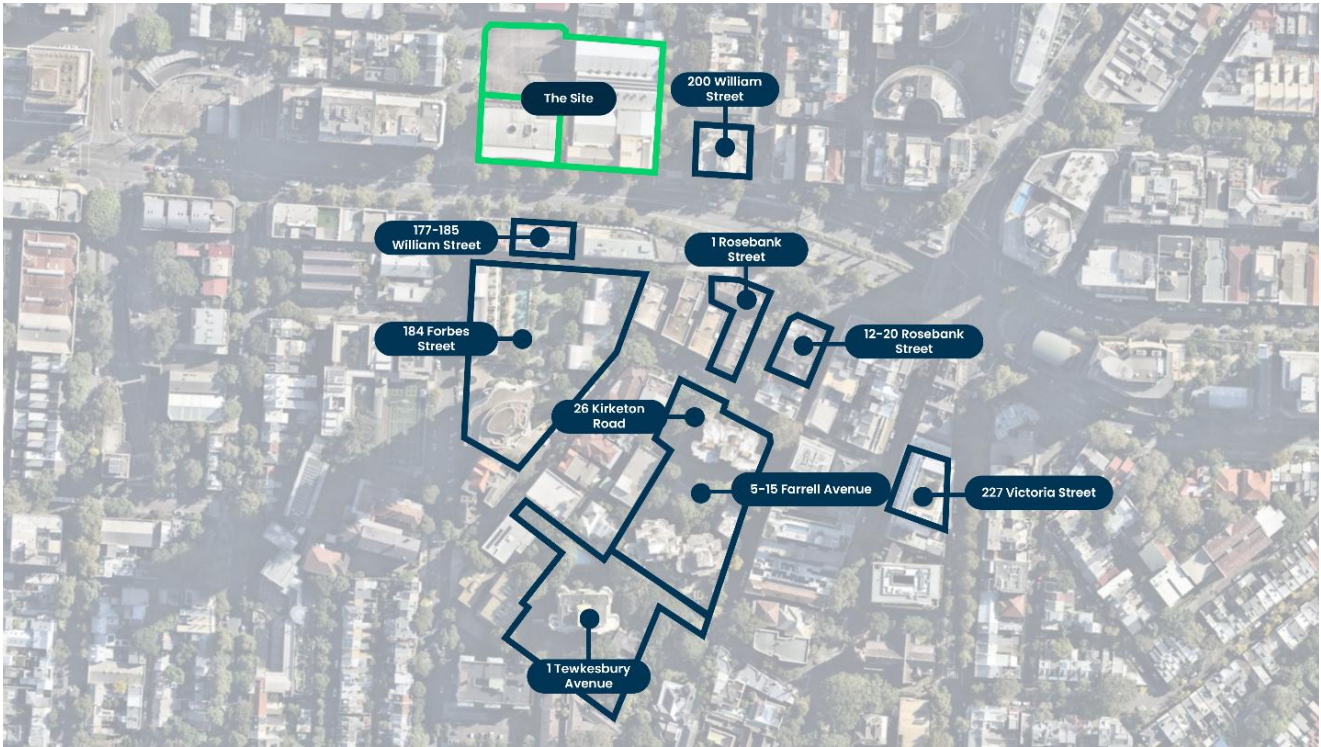 The Site
200 William
Street
177-185
William Street
1 Rosebank
Street
184 Forbes
Street
12-20 Rosebank
Street
26 Kirketon
Road
5-15 Farrell Avenue
227 Victoria Street
1 Tewkesbury
Avenue